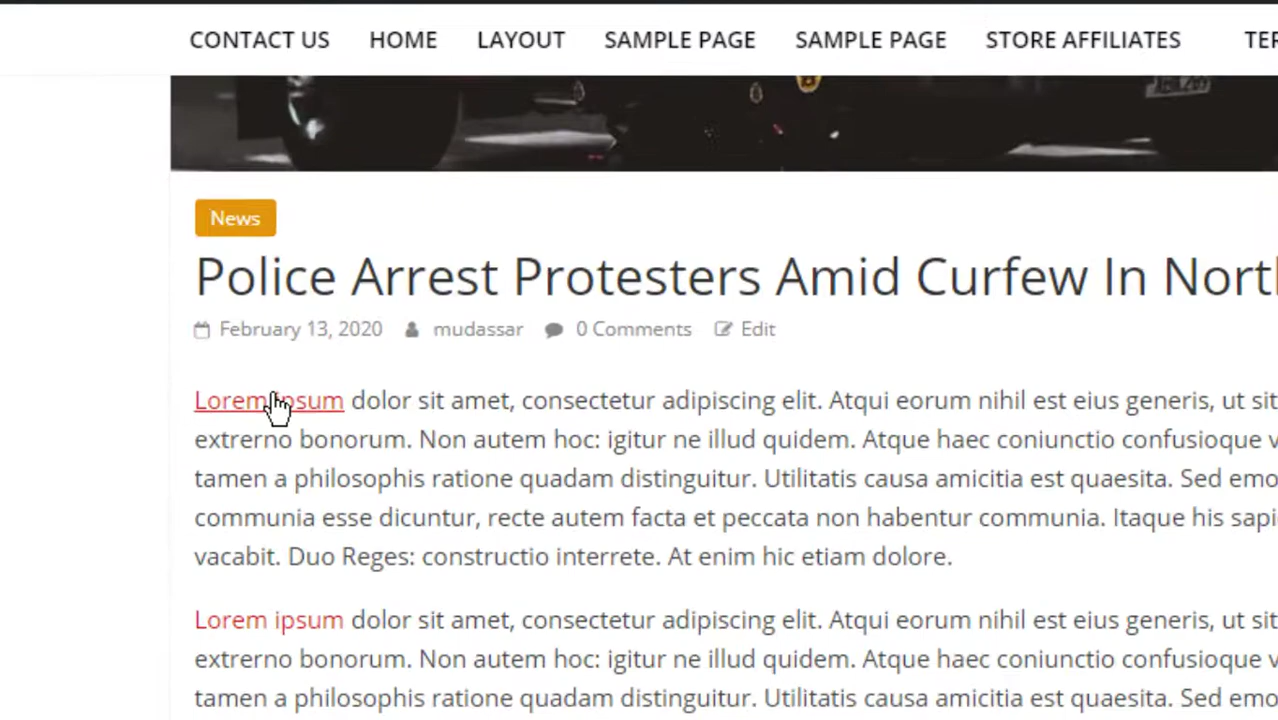 CONTACT US HOME LAYOUT SAMPLE PAGE SAMPLE PAGE STORE AFFILIATES TER
News
Police Arrest Protesters Amid Curfew In North
February 13, 2020 mudassar 0 Comments Edit
Lorem ipsum dolor sit amet, consectetur adipiscing elit. Atqui eorum nihil est eius generis, ut sit
extrerno bonorum. Non autem hoc: igitur ne illud quidem. Atque haec coniunctio confusioque v
tamen a philosophis ratione quadam distinguitur. Utilitatis causa amicitia est quaesita. Sed emo
communia esse dicuntur, recte autem facta et peccata non habentur communia. Itaque his sapi
vacabit. Duo Reges: constructio interrete. At enim hic etiam dolore.
Lorem ipsum dolor sit amet, consectetur adipiscing elit. Atqui eorum nihil est eius generis, ut sit
extrerno bonorum. Non autem hoc: igitur ne illud quidem. Atque haec coniunctio confusioque v
tamen a philosophis ratione quadam distinguitur. Utilitatis causa amicitia est quaesita. Sed emo